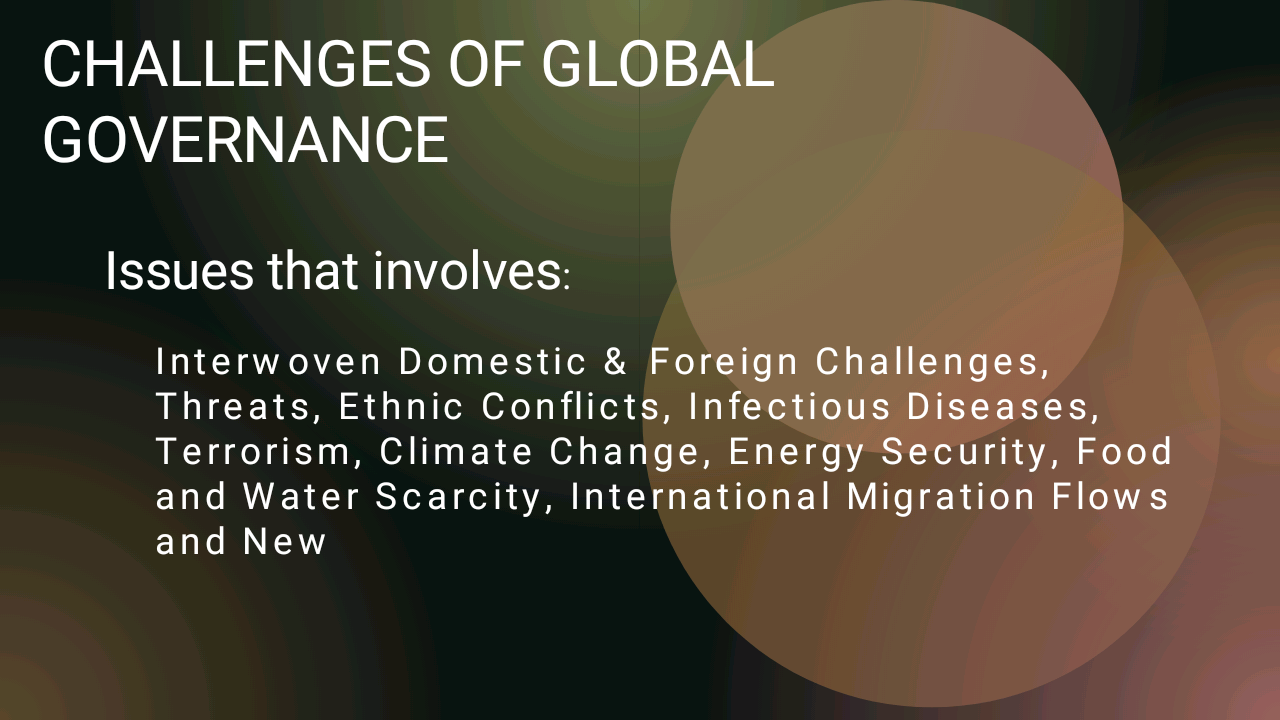 CHALLENGES OF GLOBAL
GOVERNANCE
Issues that involves:
Interwoven Domestic & Foreign Challenges,
Threats, Ethnic Conflicts, Infectious Diseases,
Terrorism, Climate Change, Energy Security, Food
and Water Scarcity, International Migration Flows
and New